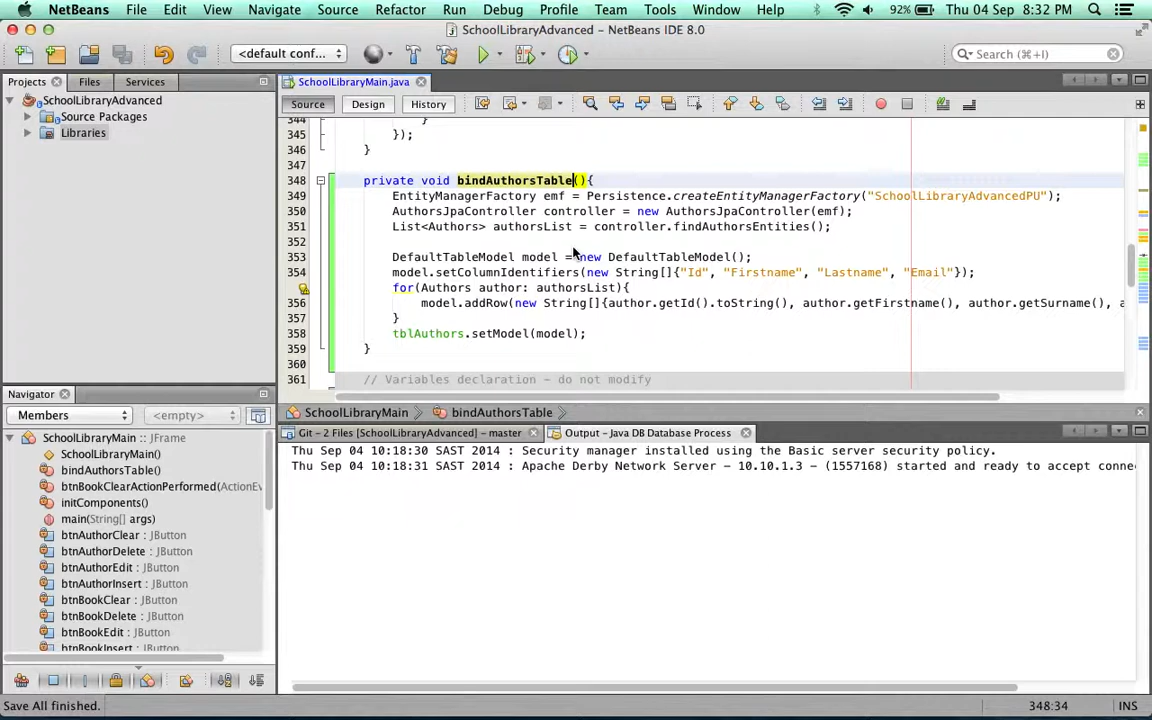 NetBeans File Edit View Navigate Source Refactor Run Debug Profile Team Tools Window Help 92% Thu 04 Sep 8:32 PM
SchoolLibraryAdvanced – NetBeans IDE 8.0
<default conf... Search (⌘+I)
Projects Files Services SchoolLibraryMain.java
SchoolLibraryAdvanced
Source Packages
Libraries
Source Design History
344 }
345 });
346 }
347
348 private void bindAuthorsTable(){
349 EntityManagerFactory emf = Persistence.createEntityManagerFactory("SchoolLibraryAdvancedPU");
350 AuthorsJpaController controller = new AuthorsJpaController(emf);
351 List<Authors> authorsList = controller.findAuthorsEntities();
352
353 DefaultTableModel model = new DefaultTableModel();
354 model.setColumnIdentifiers(new String[]{"Id", "Firstname", "Lastname", "Email"});
for(Authors author: authorsList){
356 model.addRow(new String[]{author.getId().toString(), author.getFirstname(), author.getSurname(), a
357 }
358 tblAuthors.setModel(model);
359 }
360
361 // Variables declaration - do not modify
SchoolLibraryMain bindAuthorsTable
Navigator
Members <empty>
SchoolLibraryMain :: JFrame
SchoolLibraryMain()
bindAuthorsTable()
btnBookClearActionPerformed(ActionEv
initComponents()
main(String[] args)
btnAuthorClear : JButton
btnAuthorDelete : JButton
btnAuthorEdit : JButton
btnAuthorInsert : JButton
btnBookClear : JButton
btnBookDelete : JButton
btnBookEdit : JButton
btnBookInsert : JButton
Git – 2 Files [SchoolLibraryAdvanced] – master Output – Java DB Database Process
Thu Sep 04 10:18:30 SAST 2014 : Security manager installed using the Basic server security policy.
Thu Sep 04 10:18:31 SAST 2014 : Apache Derby Network Server - 10.10.1.3 - (1557168) started and ready to accept conne
Save All finished. 348:34 INS